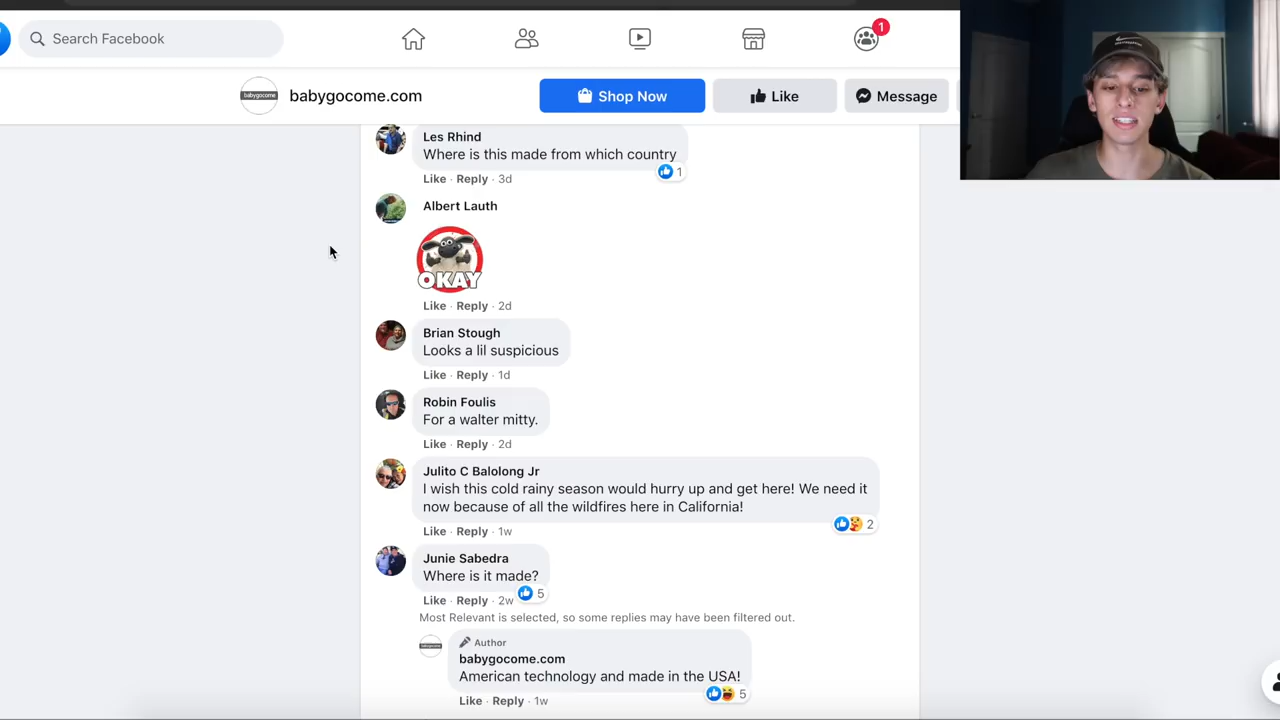 Search Facebook
1
babygocome.com
babygocome.com
Shop Now
Like
Message
Les Rhind
Where is this made from which country
1
Like · Reply · 3d
Albert Lauth
OKAY
Like · Reply · 2d
Brian Stough
Looks a lil suspicious
Like · Reply · 1d
Robin Foulis
For a walter mitty.
Like · Reply · 2d
Julito C Balolong Jr
I wish this cold rainy season would hurry up and get here! We need it
now because of all the wildfires here in California!
2
Like · Reply · 1w
Junie Sabedra
Where is it made?
5
Like · Reply · 2w
Most Relevant is selected, so some replies may have been filtered out.
Author
babygocome.com
American technology and made in the USA!
5
Like · Reply · 1w